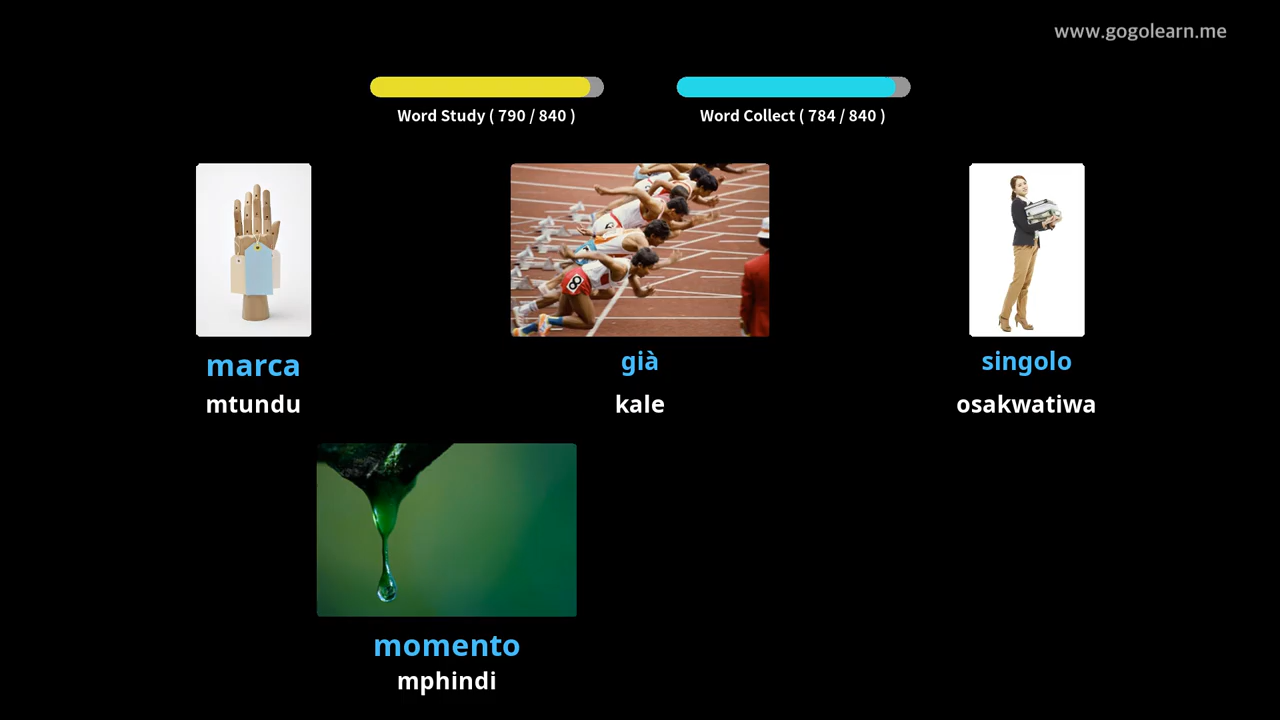 www.gogolearn.me
Word Study ( 790 / 840 )
Word Collect ( 784 / 840 )
marca
mtundu
già
kale
singolo
osakwatiwa
momento
mphindi